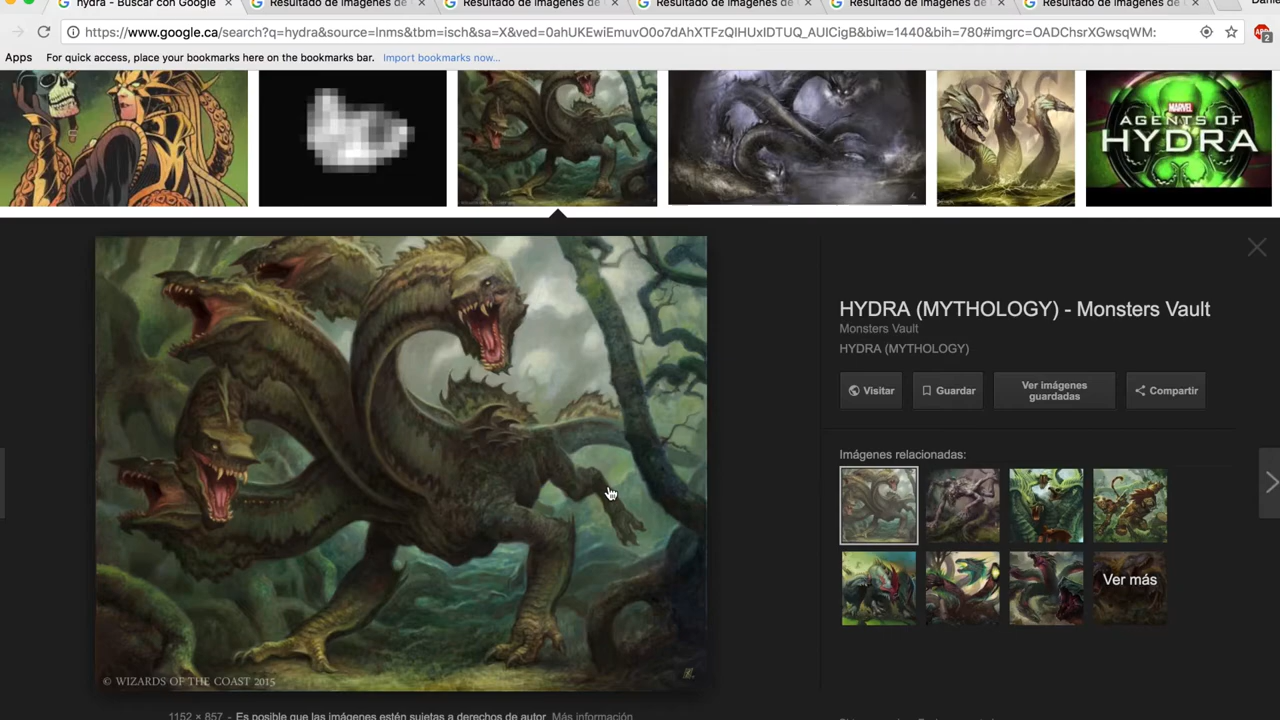 hydra - Buscar con Google
Resultado de imágenes de
Resultado de imágenes de
Resultado de imágenes de
Resultado de imágenes de
Resultado de imágenes de
https://www.google.ca/search?q=hydra&source=lnms&tbm=isch&sa=X&ved=0ahUKEwiEmuvO0o7dAhXTFzQIHUxIDTUQ_AUICigB&biw=1440&bih=780#imgrc=OADChsrXGwsqWM:
2
Apps
For quick access, place your bookmarks here on the bookmarks bar.
Import bookmarks now...
MARVEL
AGENTS OF
HYDRA
HYDRA (MYTHOLOGY) - Monsters Vault
Monsters Vault
HYDRA (MYTHOLOGY)
Visitar
Guardar
Ver imágenes
guardadas
Compartir
Imágenes relacionadas:
Ver más
© WIZARDS OF THE COAST 2015
1152 × 857 - Es posible que las imágenes estén sujetas a derechos de autor. Más información